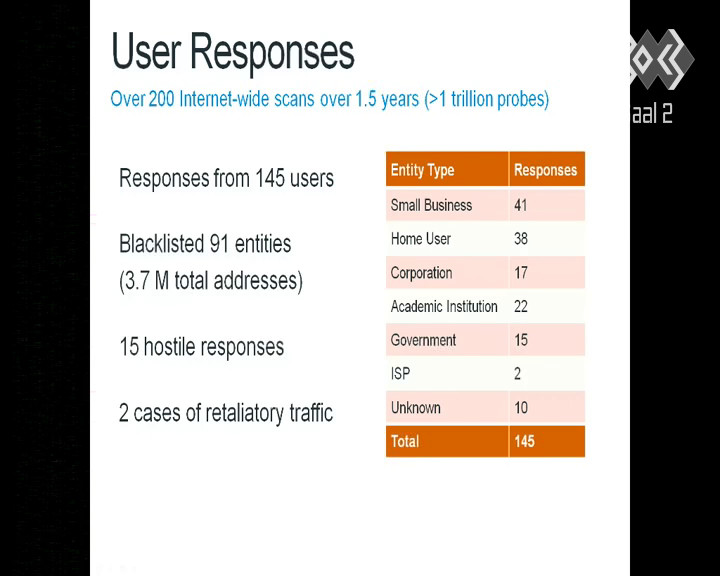 User Responses
Over 200 Internet-wide scans over 1.5 years (>1 trillion probes)
Responses from 145 users
Blacklisted 91 entities
(3.7 M total addresses)
15 hostile responses
2 cases of retaliatory traffic
Entity Type Responses
Small Business 41
Home User 38
Corporation 17
Academic Institution 22
Government 15
ISP 2
Unknown 10
Total 145
aal 2